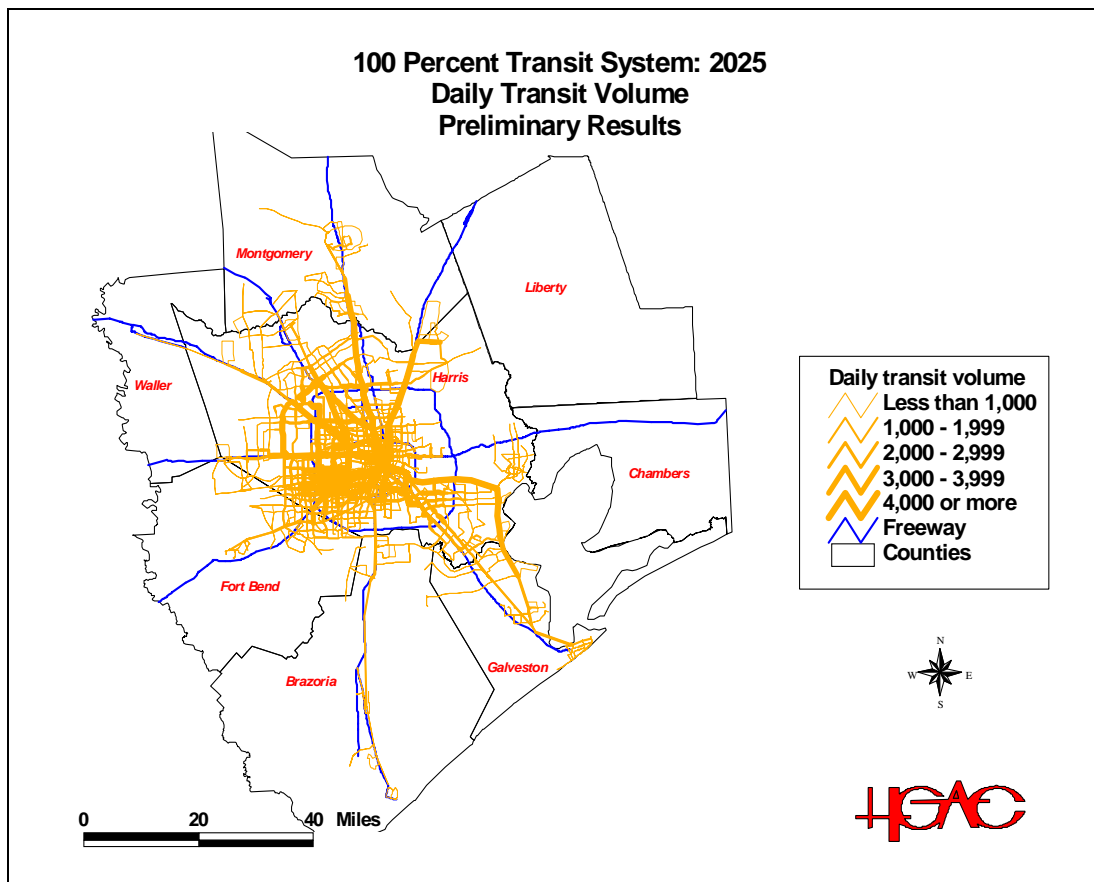 100 Percent Transit System: 2025
Daily Transit Volume
Preliminary Results
Montgomery
Liberty
Waller
Harris
Chambers
Fort Bend
Brazoria
Galveston
Daily transit volume
Less than 1,000
1,000 - 1,999
2,000 - 2,999
3,000 - 3,999
4,000 or more
Freeway
Counties
N
W E
S
0 20 40 Miles
HGAC